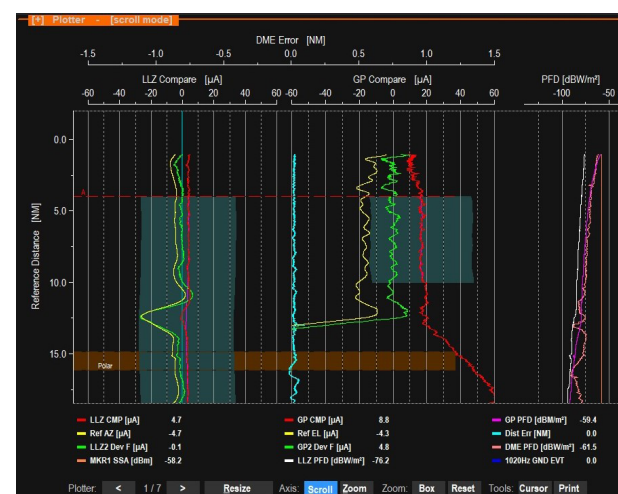 [+] Plotter - [scroll mode]
DME Error [NM]
-1.5 -1.0 -0.5 0.0 0.5 1.0 1.5
LLZ Compare [µA] GP Compare [µA] PFD [dBW/m²]
-60 -40 -20 0 20 40 60 -60 -40 -20 0 20 40 60 -100 -50
0.0
A
5.0
Reference Distance [NM]
10.0
15.0
Polar
LLZ CMP [µA] 4.7 GP CMP [µA] 8.8 GP PFD [dBM/m²] -59.4
Ref AZ [µA] -4.7 Ref EL [µA] -4.3 Dist Err [NM] 0.0
LLZ2 Dev F [µA] -0.1 GP2 Dev F [µA] 4.8 DME PFD [dBW/m²] -61.5
MKR1 SSA [dBm] -58.2 LLZ PFD [dBW/m²] -76.2 1020Hz GND EVT 0.0
Plotter: < 1 / 7 > Resize Axis: Scroll Zoom Zoom: Box Reset Tools: Cursor Print